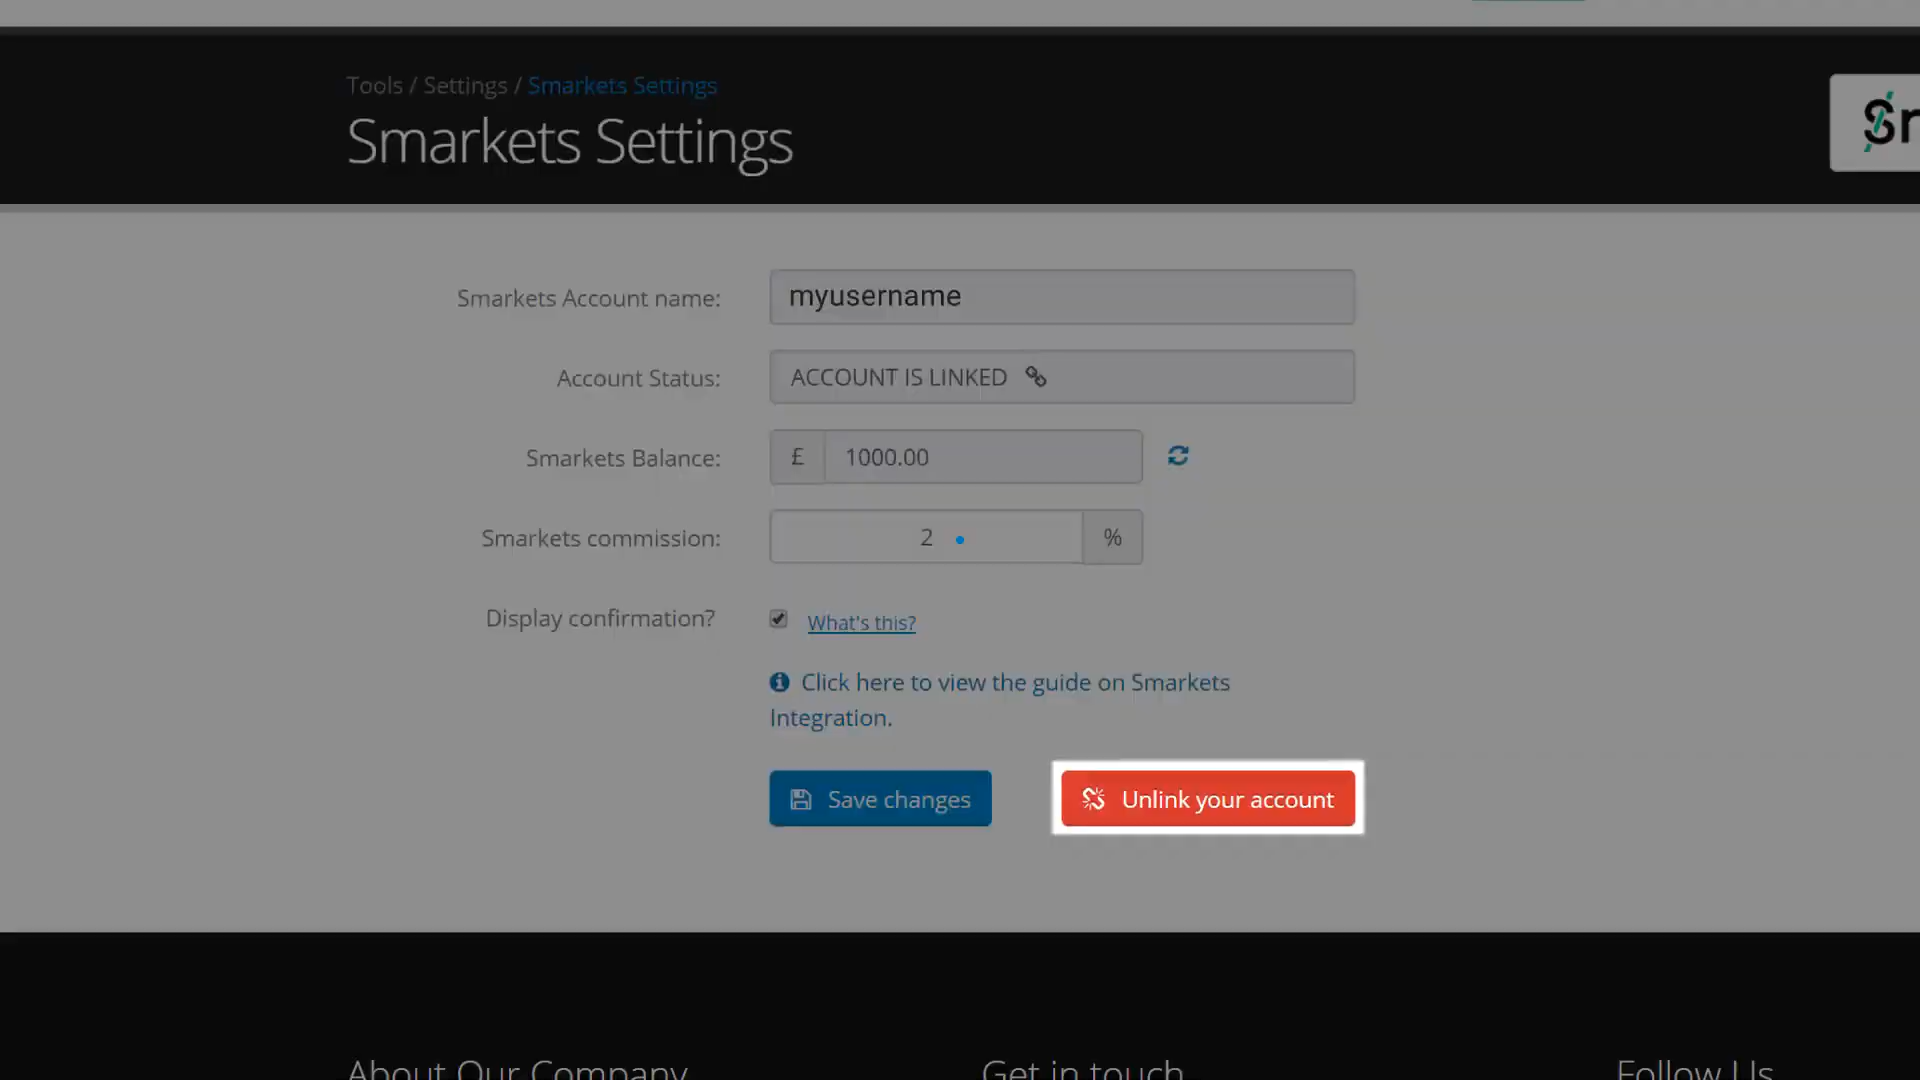 Tools / Settings / Smarkets Settings
Smarkets Settings
Smarkets Account name: myusername
Account Status: ACCOUNT IS LINKED
Smarkets Balance: £ 1000.00
Smarkets commission: 2 %
Display confirmation? What's this?
Click here to view the guide on Smarkets
Integration.
Save changes Unlink your account
About Our Company Get in touch Follow Us